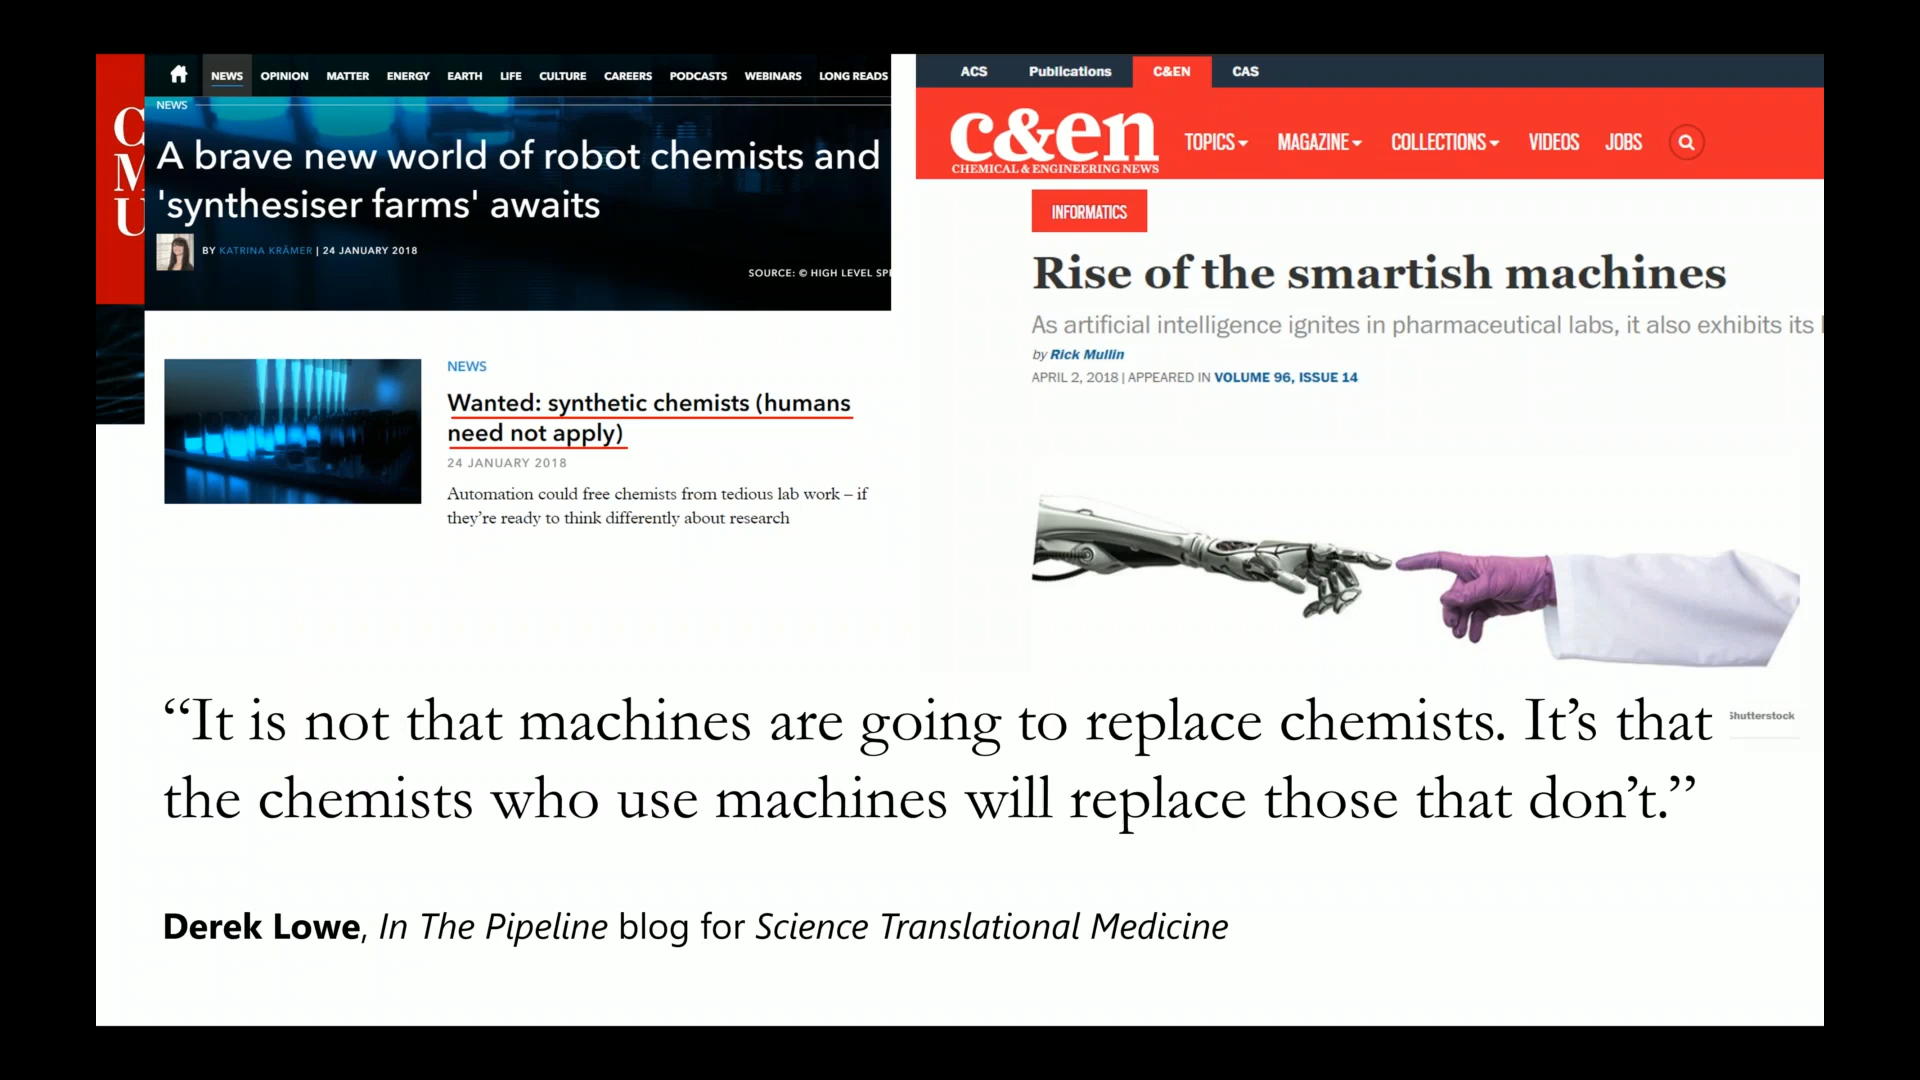 NEWS OPINION MATTER ENERGY EARTH LIFE CULTURE CAREERS PODCASTS WEBINARS LONG READS
C
M
U
NEWS
A brave new world of robot chemists and
'synthesiser farms' awaits
BY KATRINA KRÄMER | 24 JANUARY 2018
SOURCE: © HIGH LEVEL
NEWS
Wanted: synthetic chemists (humans
need not apply)
24 JANUARY 2018
Automation could free chemists from tedious lab work – if
they're ready to think differently about research
ACS Publications C&EN CAS
c&en
CHEMICAL & ENGINEERING NEWS
TOPICS MAGAZINE COLLECTIONS VIDEOS JOBS
INFORMATICS
Rise of the smartish machines
As artificial intelligence ignites in pharmaceutical labs, it also exhibits its
by Rick Mullin
APRIL 2, 2018 | APPEARED IN VOLUME 96, ISSUE 14
Shutterstock
“It is not that machines are going to replace chemists. It’s that
the chemists who use machines will replace those that don’t.”
Derek Lowe, In The Pipeline blog for Science Translational Medicine